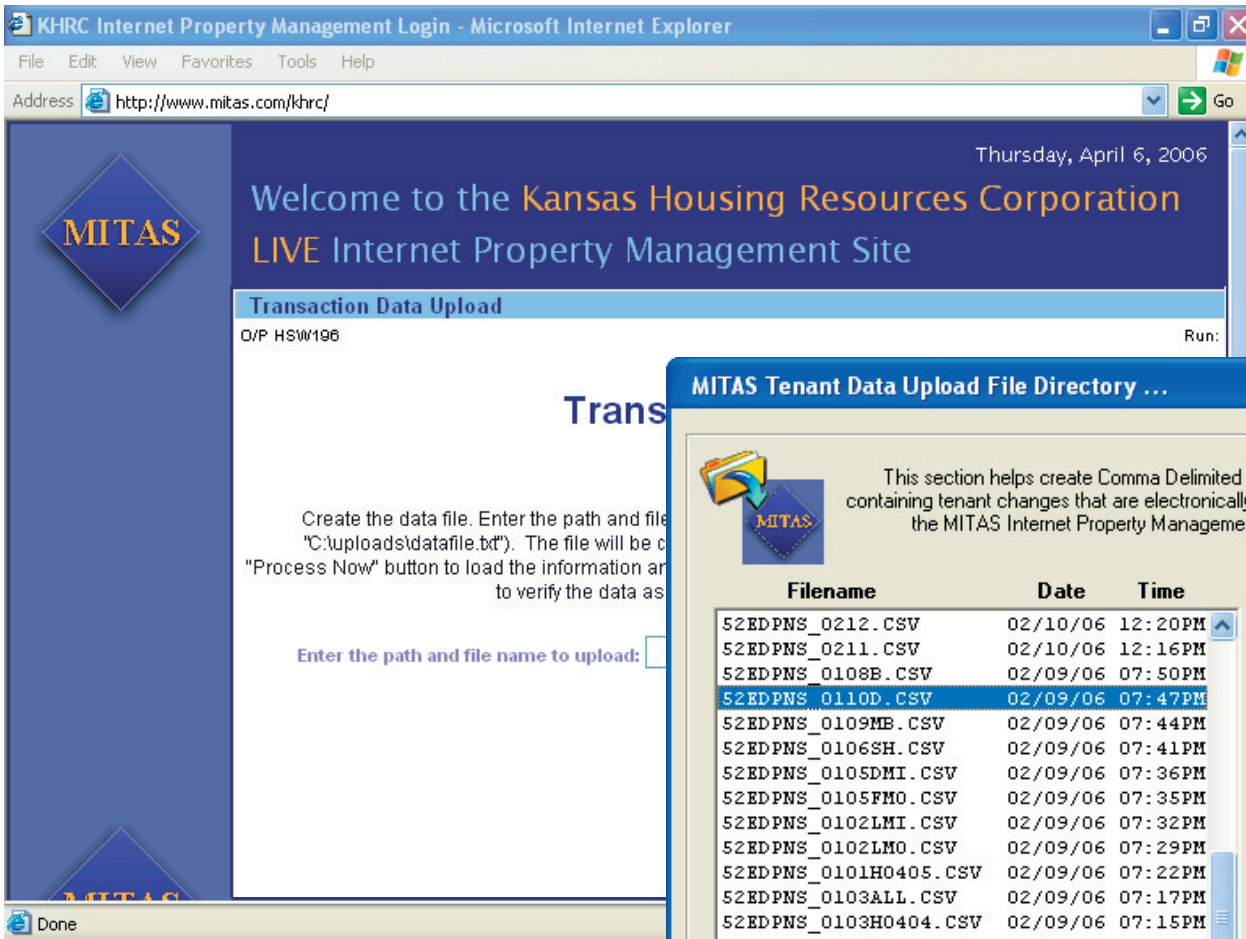 KHRC Internet Property Management Login - Microsoft Internet Explorer
File Edit View Favorites Tools Help
Address http://www.mitas.com/khrc/ Go
Thursday, April 6, 2006
MITAS
Welcome to the Kansas Housing Resources Corporation
LIVE Internet Property Management Site
Transaction Data Upload
O/P HSW196 Run:
Trans
Create the data file. Enter the path and file
"C:\uploads\datafile.txt"). The file will be c
"Process Now" button to load the information an
to verify the data as
Enter the path and file name to upload:
MITAS
Done
MITAS Tenant Data Upload File Directory ...
MITAS
This section helps create Comma Delimited
containing tenant changes that are electronically
the MITAS Internet Property Manageme
Filename Date Time
52EDPNS_0212.CSV 02/10/06 12:20PM
52EDPNS_0211.CSV 02/10/06 12:16PM
52EDPNS_0108B.CSV 02/09/06 07:50PM
52EDPNS_0110D.CSV 02/09/06 07:47PM
52EDPNS_0109MB.CSV 02/09/06 07:44PM
52EDPNS_0106SH.CSV 02/09/06 07:41PM
52EDPNS_0105DMI.CSV 02/09/06 07:36PM
52EDPNS_0105FMO.CSV 02/09/06 07:35PM
52EDPNS_0102LMI.CSV 02/09/06 07:32PM
52EDPNS_0102LMO.CSV 02/09/06 07:29PM
52EDPNS_0101H0405.CSV 02/09/06 07:22PM
52EDPNS_0103ALL.CSV 02/09/06 07:17PM
52EDPNS_0103H0404.CSV 02/09/06 07:15PM